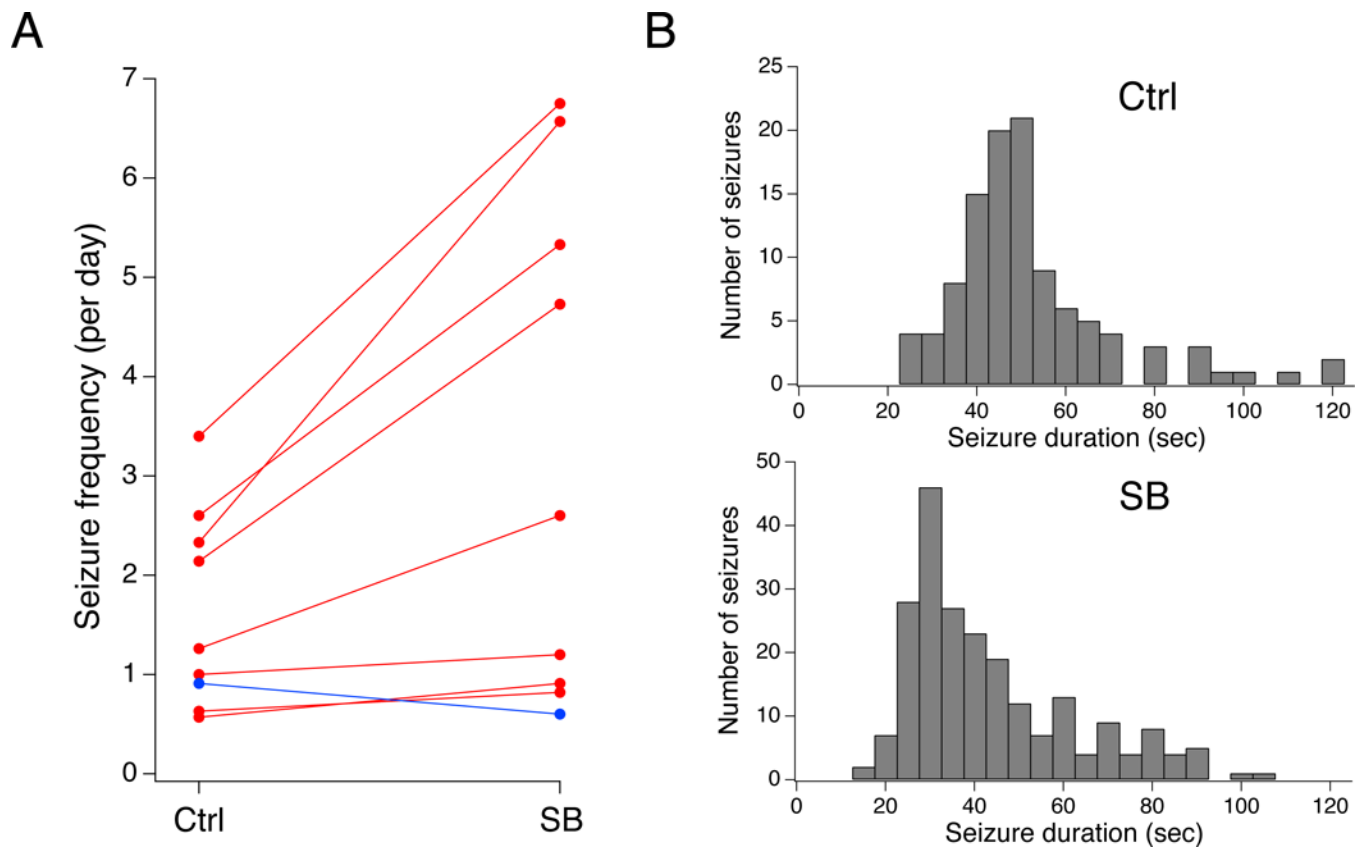 A
7
6
5
4
3
2
1
0
Seizure frequency (per day)
Ctrl SB
B
25
20
15
10
5
0
Number of seizures
Ctrl
0 20 40 60 80 100 120
Seizure duration (sec)
50
40
30
20
10
0
Number of seizures
SB
0 20 40 60 80 100 120
Seizure duration (sec)